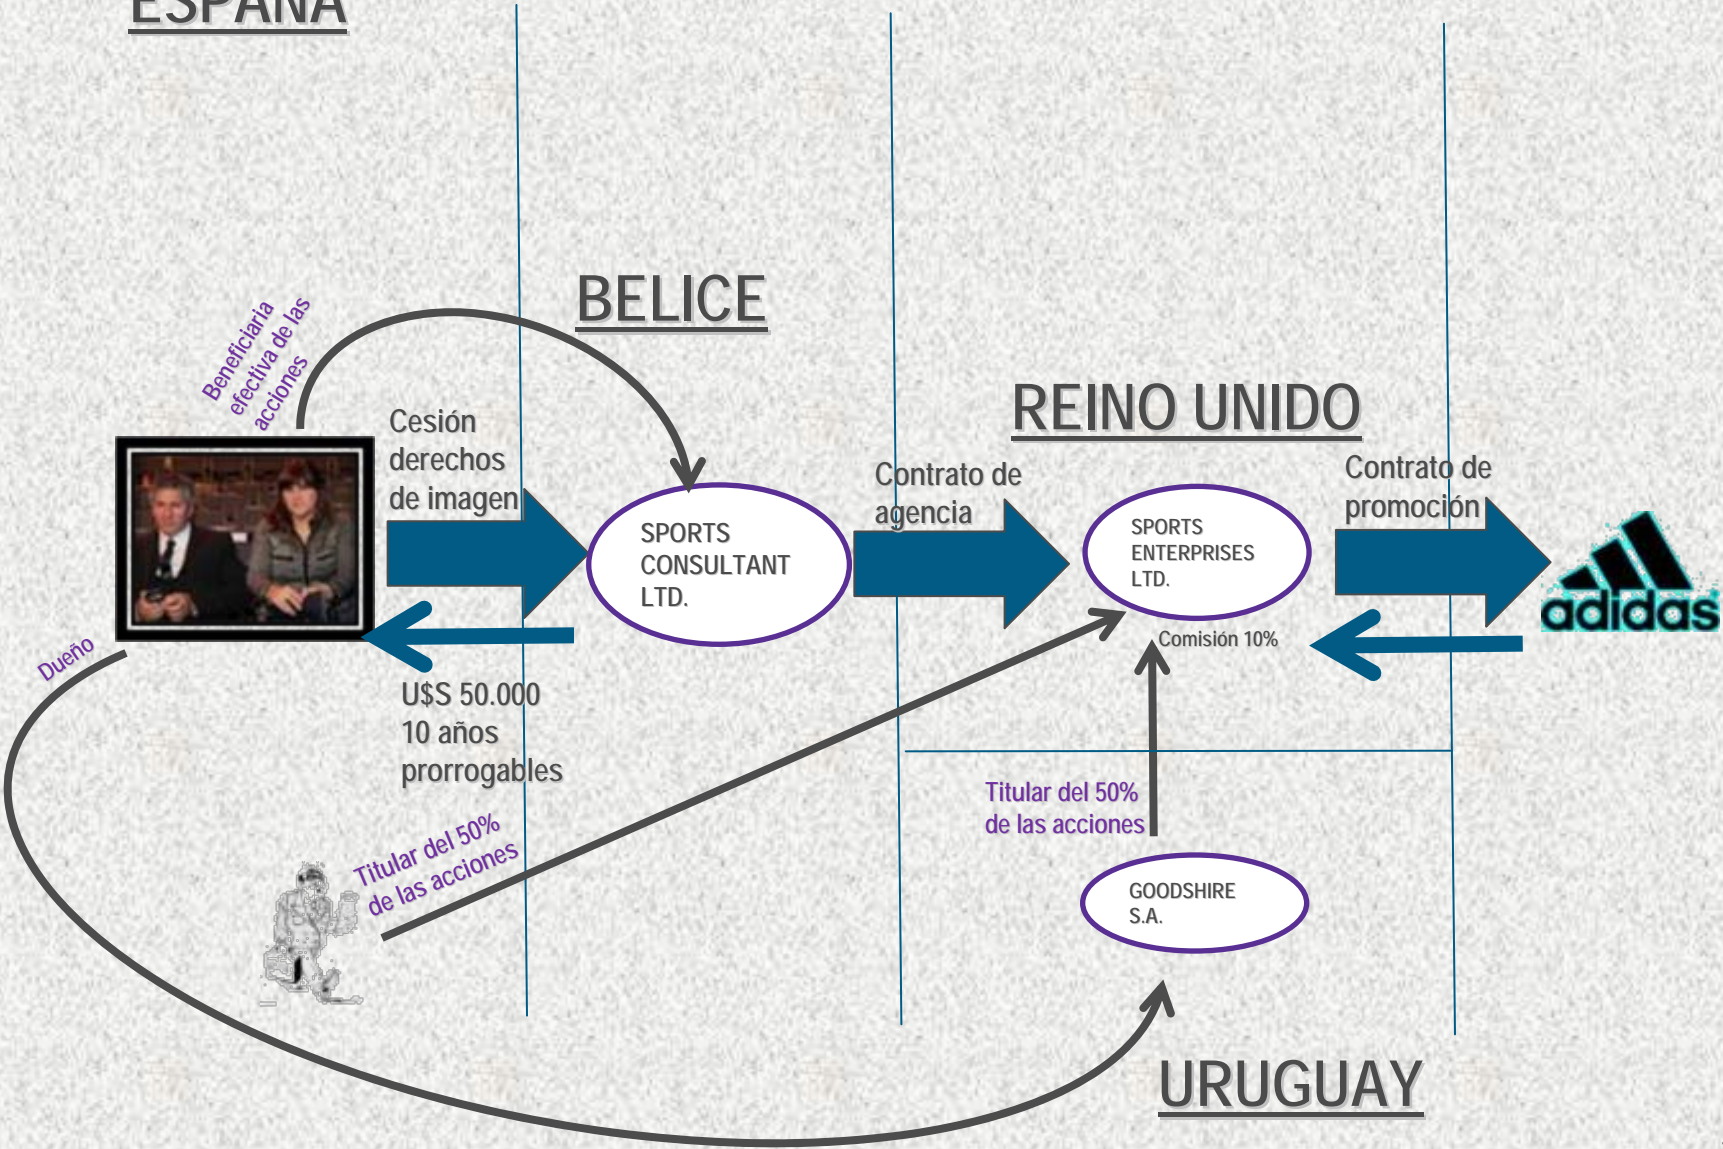 ESPAÑA
BELICE
REINO UNIDO
Beneficiaria
efectiva de las
acciones
Cesión
derechos
de imagen
SPORTS
CONSULTANT
LTD.
Contrato de
agencia
SPORTS
ENTERPRISES
LTD.
Comisión 10%
Contrato de
promoción
adidas
Dueño
U$S 50.000
10 años
prorrogables
Titular del 50%
de las acciones
Titular del 50%
de las acciones
GOODSHIRE
S.A.
URUGUAY